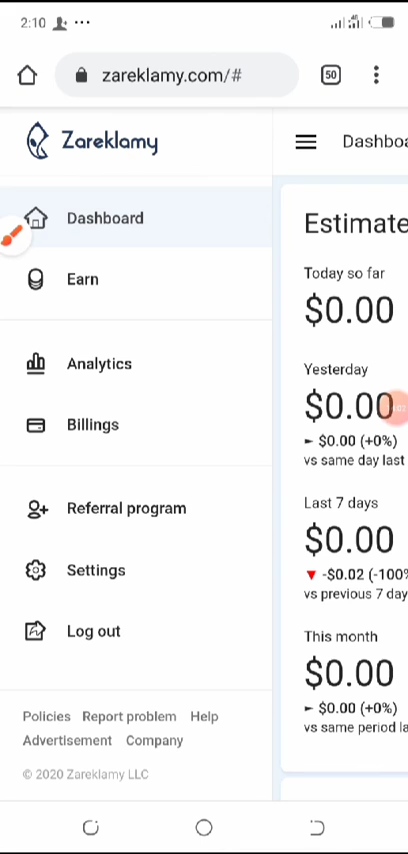 2:10
4G
zareklamy.com/#
50
Zareklamy
Dashboa
Dashboard
Earn
Analytics
Billings
Referral program
Settings
Log out
Policies Report problem Help
Advertisement Company
© 2020 Zareklamy LLC
Estimate
Today so far
$0.00
Yesterday
$0.00
► $0.00 (+0%)
vs same day last
Last 7 days
$0.00
▼ -$0.02 (-100%
vs previous 7 day
This month
$0.00
► $0.00 (+0%)
vs same period la